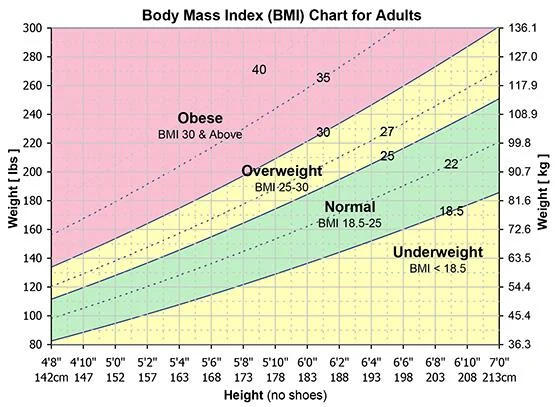 Body Mass Index (BMI) Chart for Adults
300 136.1
280 127.0
260 117.9
240 108.9
220 99.8
200 90.7
180 81.6
160 72.6
140 63.5
120 54.4
100 45.4
80 36.3
Weight [ lbs ]
Weight [ kg ]
40
35
Obese
BMI 30 & Above
30
27
Overweight
BMI 25-30
25
22
Normal
BMI 18.5-25
18.5
Underweight
BMI < 18.5
4'8" 4'10" 5'0" 5'2" 5'4" 5'6" 5'8" 5'10" 6'0" 6'2" 6'4" 6'6" 6'8" 6'10" 7'0"
142cm 147 152 157 163 168 173 178 183 188 193 198 203 208 213cm
Height (no shoes)